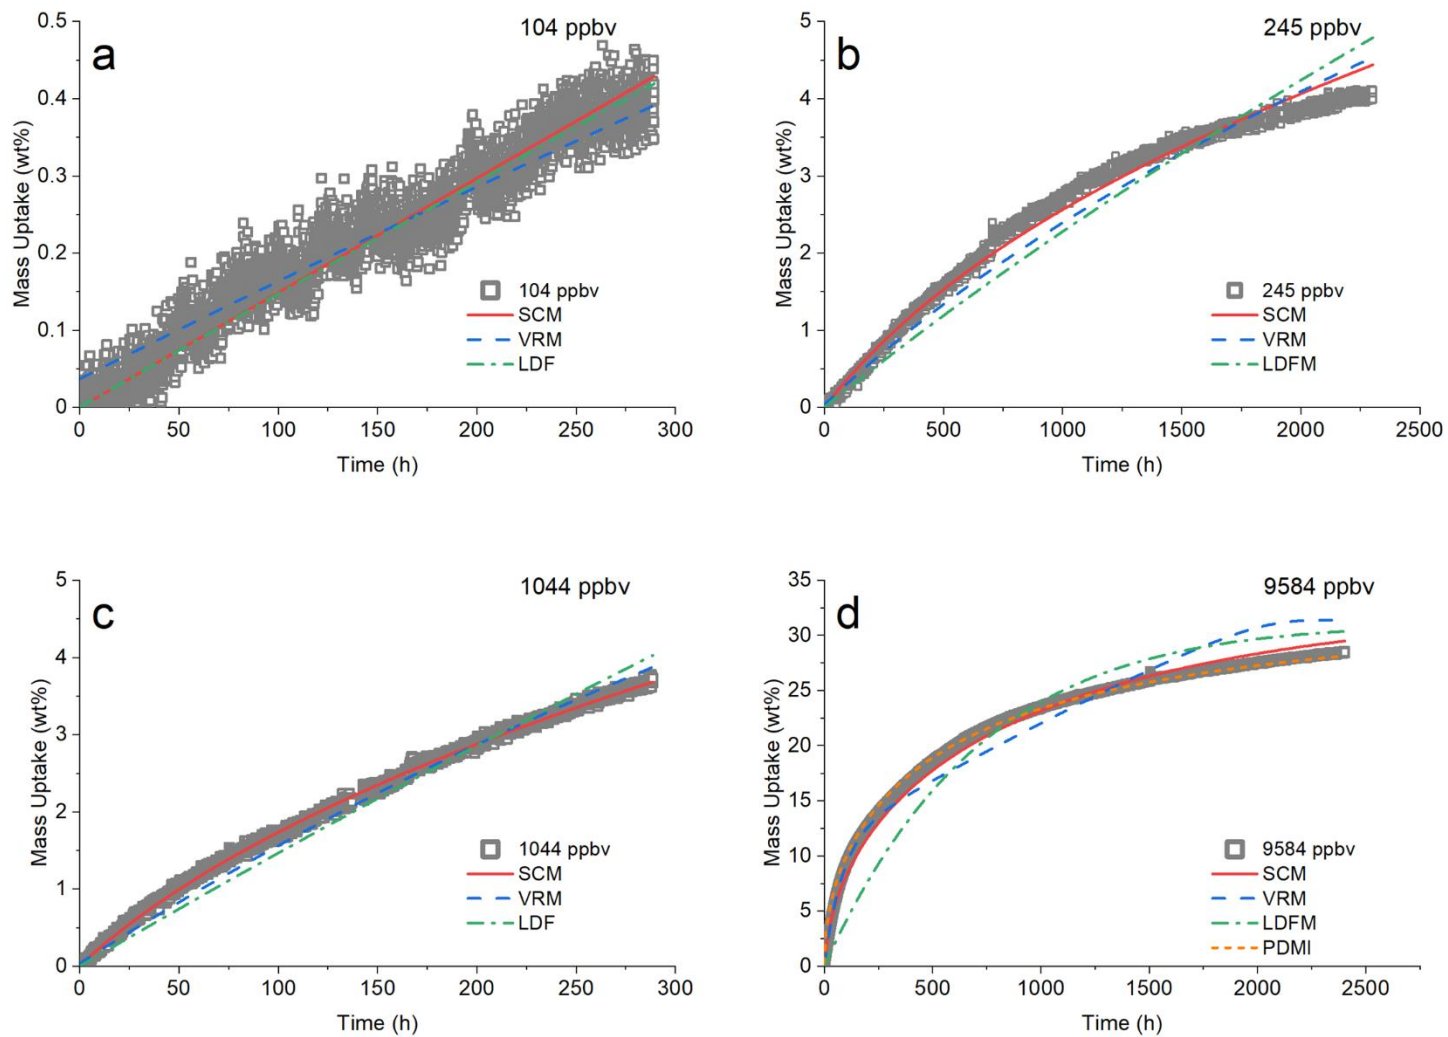 a
104 ppbv
Mass Uptake (wt%)
0.5
0.4
0.3
0.2
0.1
0
104 ppbv
SCM
VRM
LDF
0 50 100 150 200 250 300
Time (h)
b
245 ppbv
Mass Uptake (wt%)
5
4
3
2
1
0
245 ppbv
SCM
VRM
LDFM
0 500 1000 1500 2000 2500
Time (h)
c
1044 ppbv
Mass Uptake (wt%)
5
4
3
2
1
0
1044 ppbv
SCM
VRM
LDF
0 50 100 150 200 250 300
Time (h)
d
9584 ppbv
Mass Uptake (wt%)
35
30
25
20
15
10
5
0
9584 ppbv
SCM
VRM
LDFM
PDMI
0 500 1000 1500 2000 2500
Time (h)